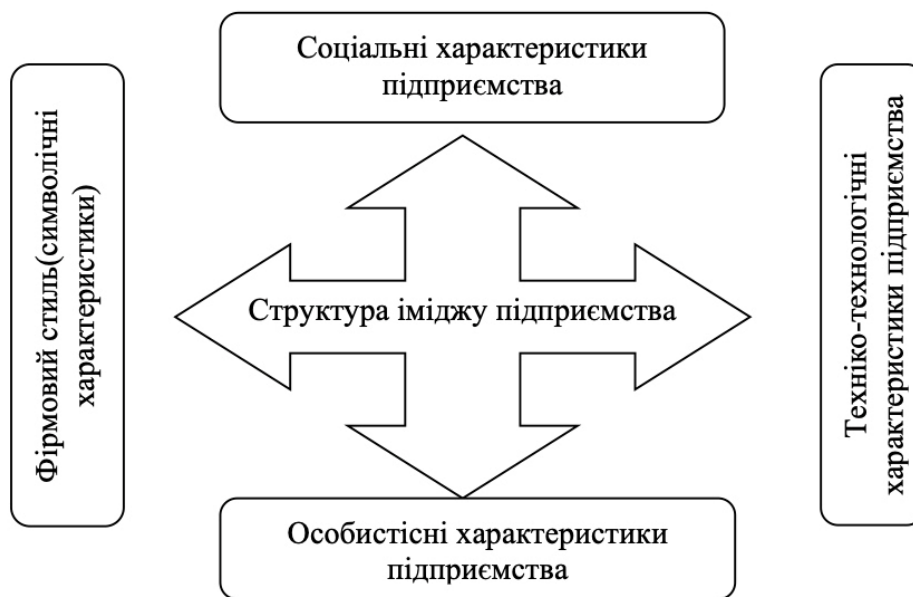 Соціальні характеристики
підприємства
Фірмовий стиль(символічні
характеристики)
Структура іміджу підприємства
Техніко-технологічні
характеристики підприємства
Особистісні характеристики
підприємства